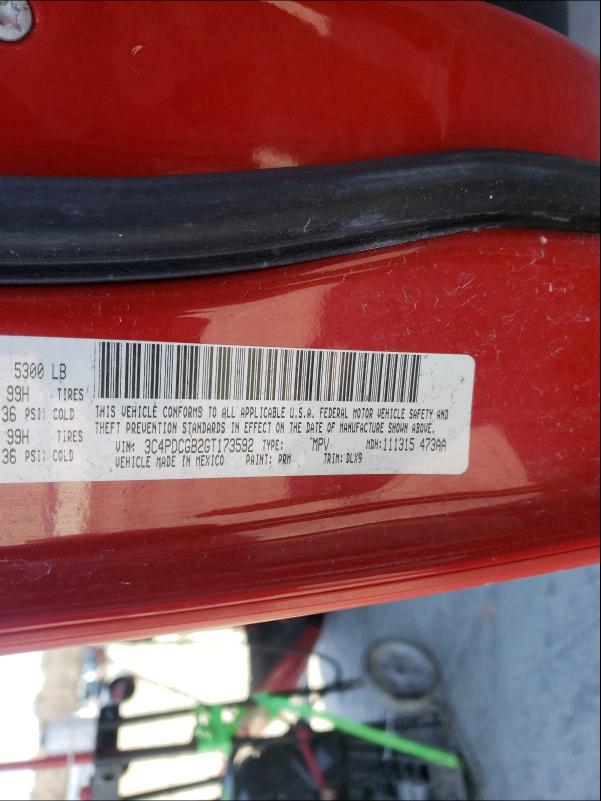 5300 LB
99H TIRES
36 PSI) COLD
99H TIRES
36 PSI) COLD
THIS VEHICLE CONFORMS TO ALL APPLICABLE U.S.A. FEDERAL MOTOR VEHICLE SAFETY AND
THEFT PREVENTION STANDARDS IN EFFECT ON THE DATE OF MANUFACTURE SHOWN ABOVE.
VIN: 3C4PDCGB2GT173592 TYPE: MPV MDH: 111315 473AA
VEHICLE MADE IN MEXICO PAINT: PRM TRIM: DLX9